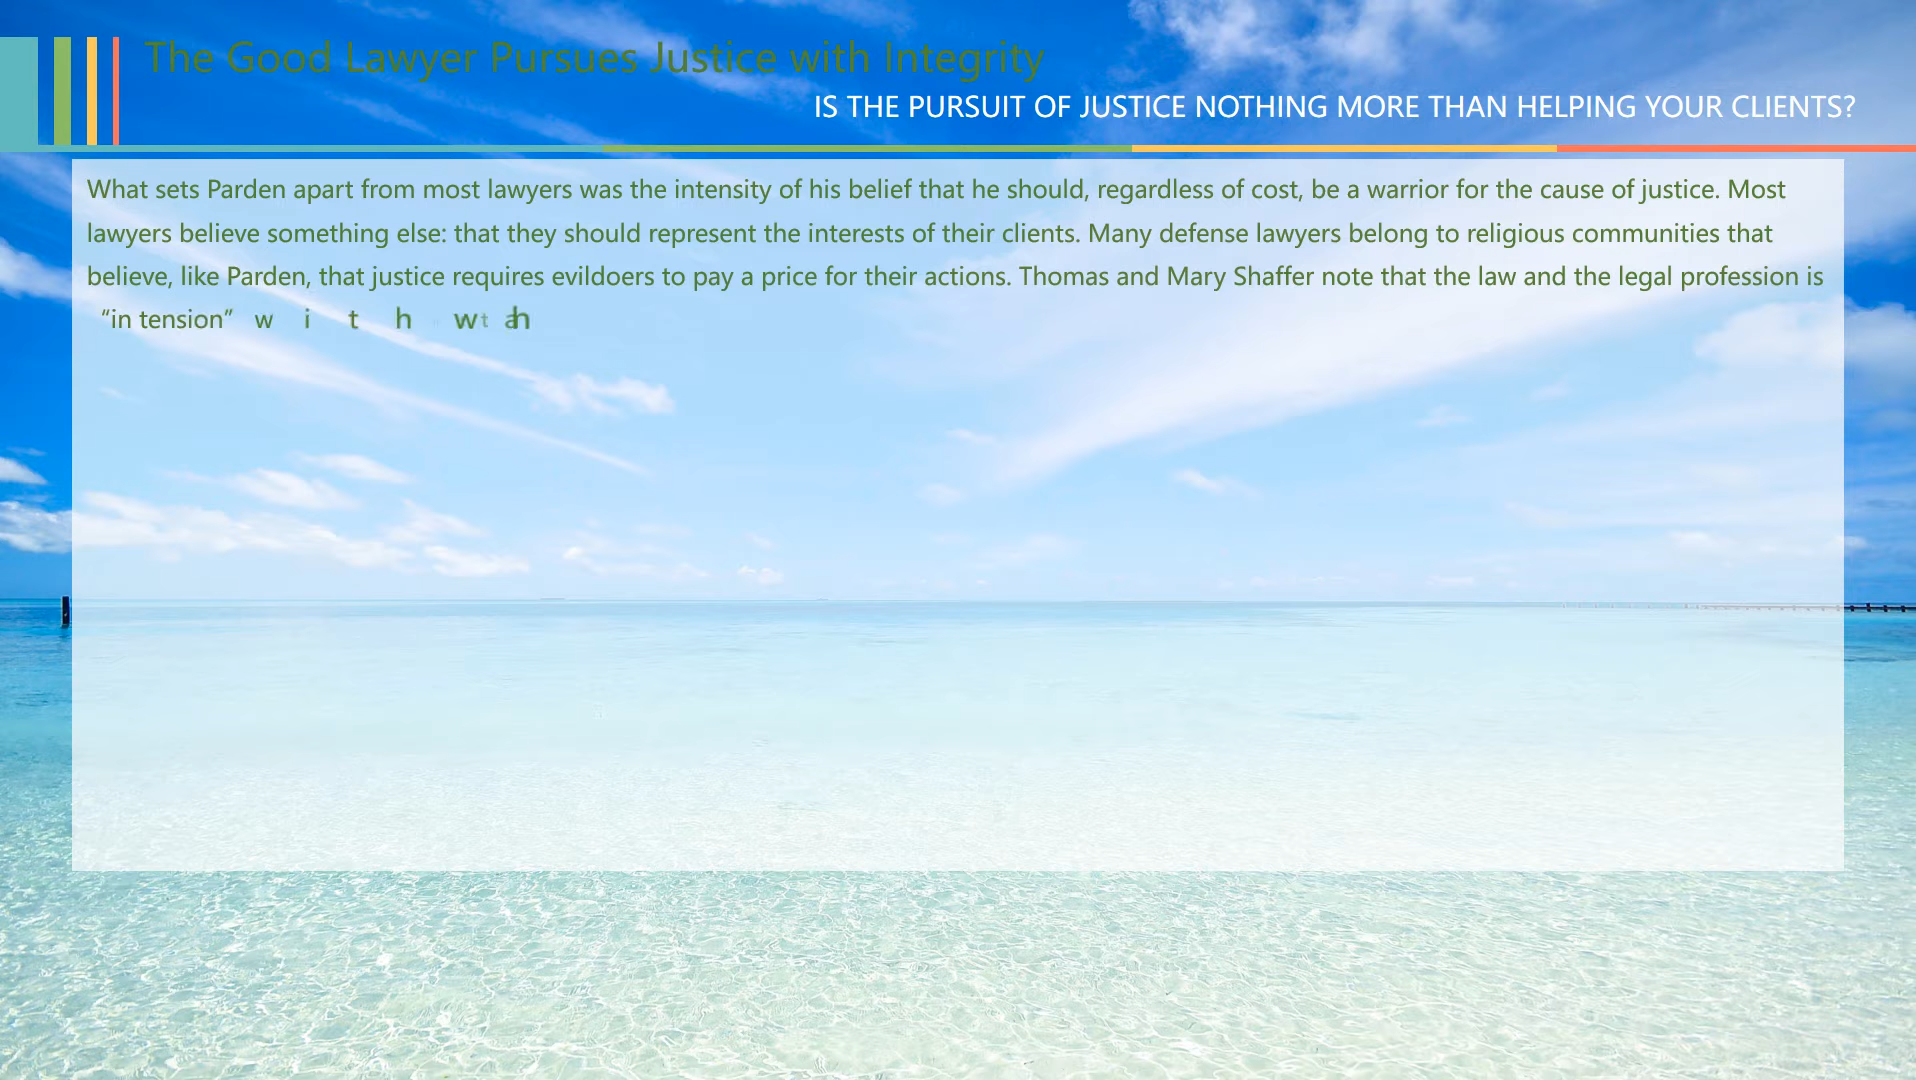 The Good Lawyer Pursues Justice with Integrity
IS THE PURSUIT OF JUSTICE NOTHING MORE THAN HELPING YOUR CLIENTS?
What sets Parden apart from most lawyers was the intensity of his belief that he should, regardless of cost, be a warrior for the cause of justice. Most
lawyers believe something else: that they should represent the interests of their clients. Many defense lawyers belong to religious communities that
believe, like Parden, that justice requires evildoers to pay a price for their actions. Thomas and Mary Shaffer note that the law and the legal profession is
“in tension” w i t h